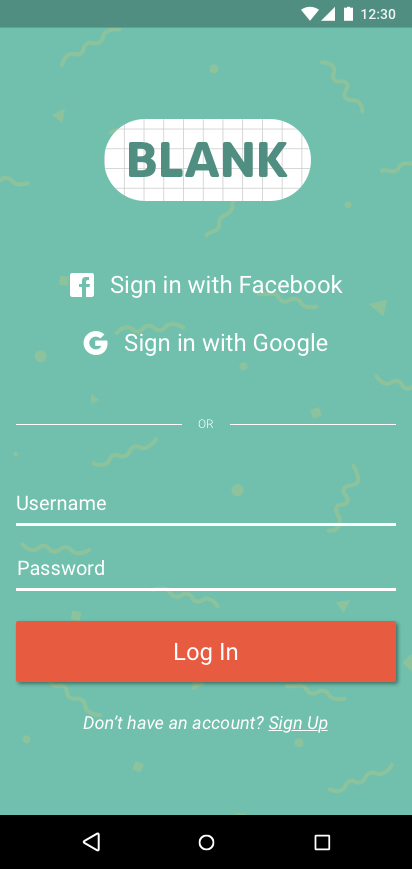 12:30
BLANK
Sign in with Facebook
Sign in with Google
OR
Username
Password
Log In
Don't have an account? Sign Up